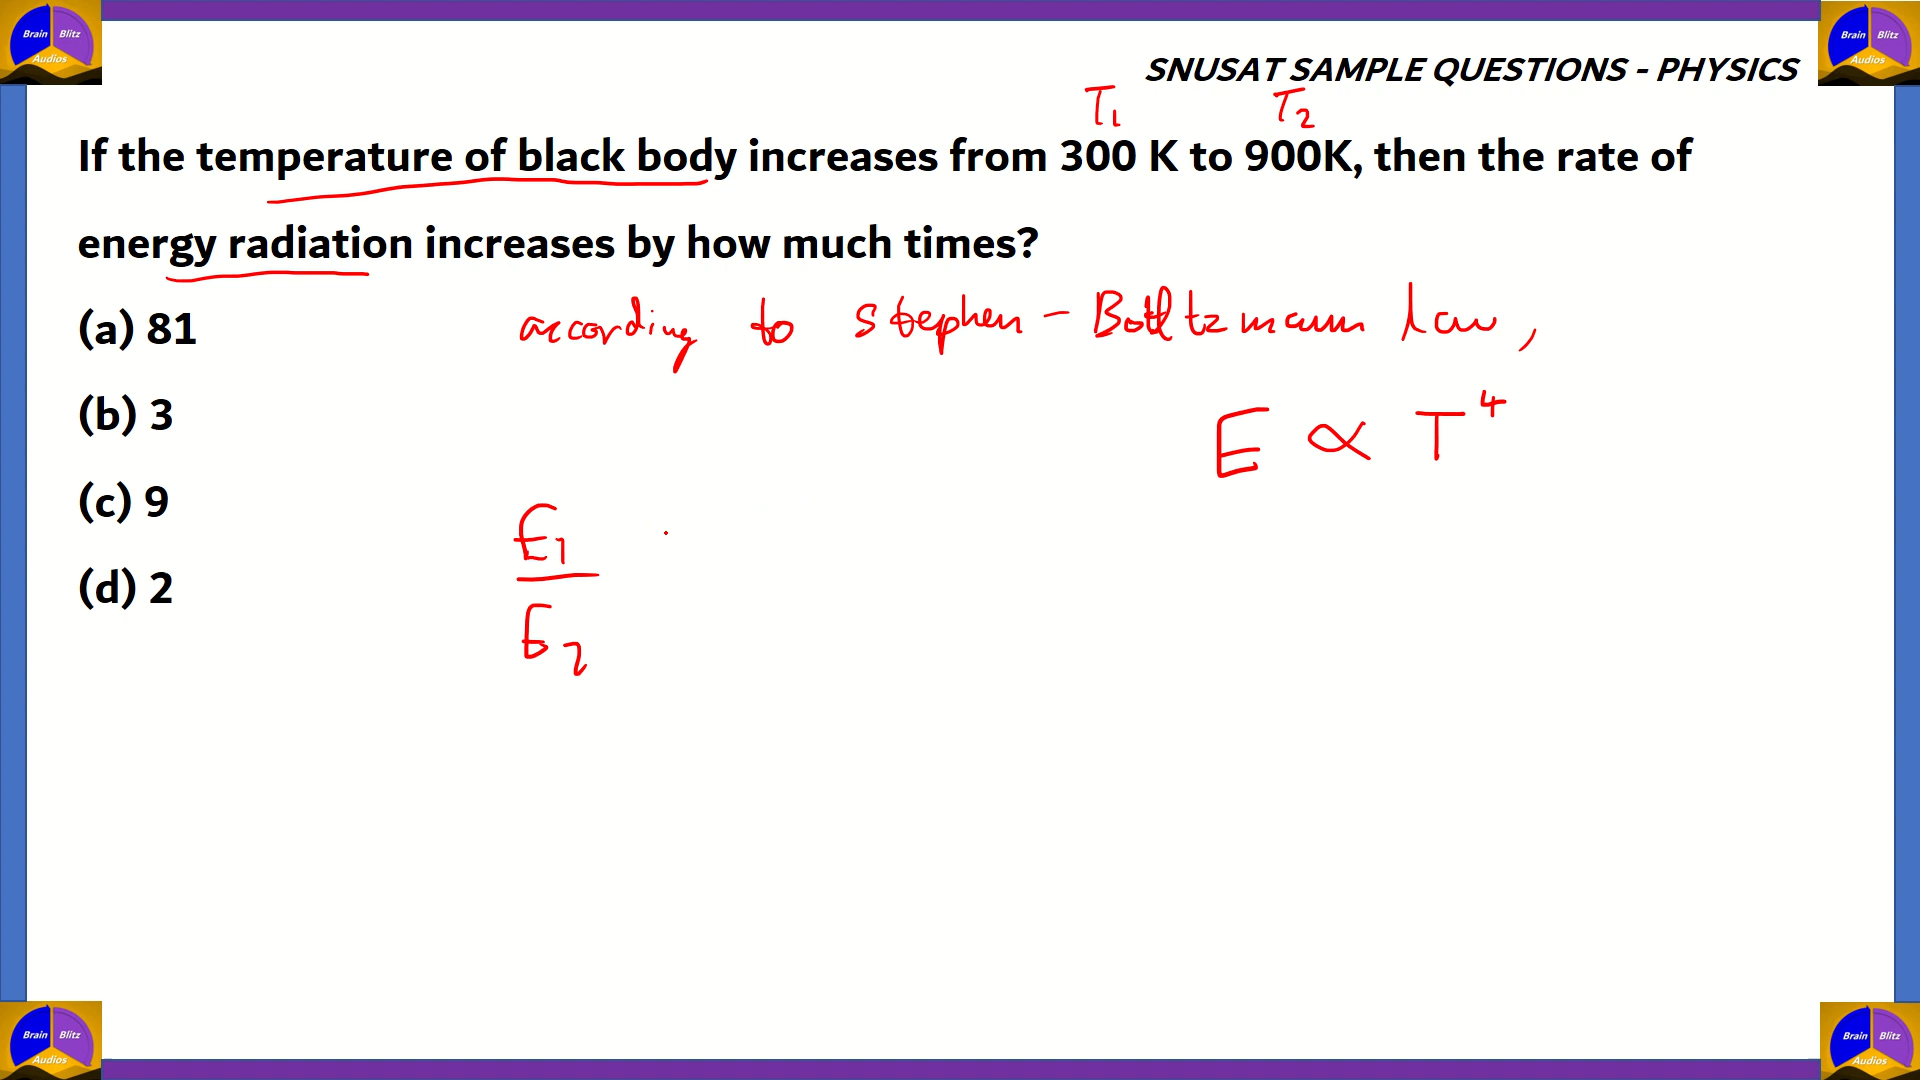 Brain Blitz
Audios
Brain Blitz
Audios
SNUSAT SAMPLE QUESTIONS - PHYSICS
T1 T2
If the temperature of black body increases from 300 K to 900K, then the rate of
energy radiation increases by how much times?
(a) 81
according to stephen - Boltzmann law,
(b) 3
E ∝ T⁴
(c) 9
E1
(d) 2
E2
Brain Blitz
Audios
Brain Blitz
Audios